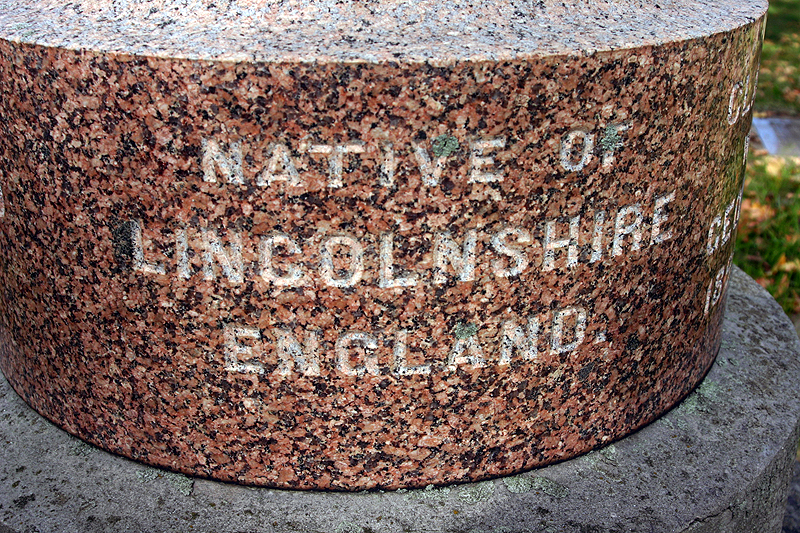 NATIVE OF
LINCOLNSHIRE
ENGLAND.